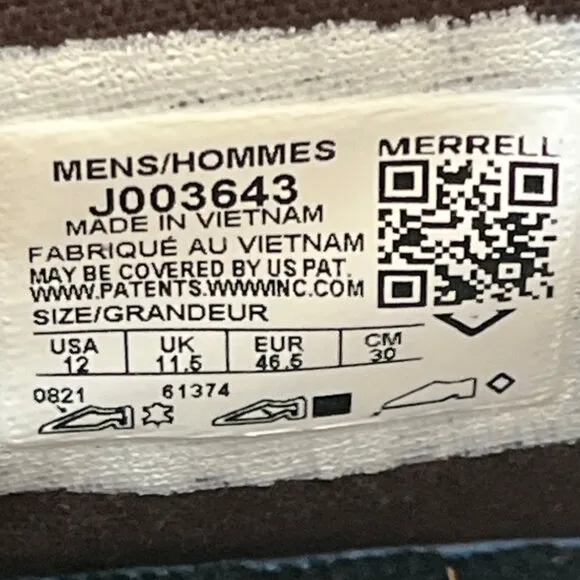 MENS/HOMMES
MERRELL
J003643
MADE IN VIETNAM
FABRIQUÉ AU VIETNAM
MAY BE COVERED BY US PAT.
WWW.PATENTS.WWWINC.COM
SIZE/GRANDEUR
USA UK EUR CM
12 11.5 46.5 30
0821 61374